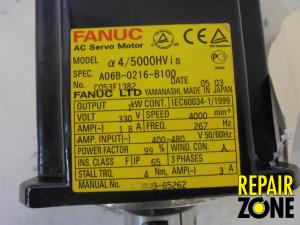 FANUC
AC Servo Motor
MODEL α4/5000HVis
SPEC. A06B-0216-B100
No. C053F1382 DATE 05.03
FANUC LTD YAMANASHI, MADE IN JAPAN
OUTPUT 1 kW CONT. IEC60034-1/1999
VOLT 330 V SPEED 4000 min⁻¹
AMP(~) A FREQ. 267 Hz
AMP. INPUT(~) 400-480 V 50/60Hz
POWER FACTOR 99 % WIND. CON. Y
INS. CLASS F IP 65 3 PHASES
STALL TRQ. 4 Nm, AMP(~) 3 A
MANUAL No. -65262
REPAIR
ZONE